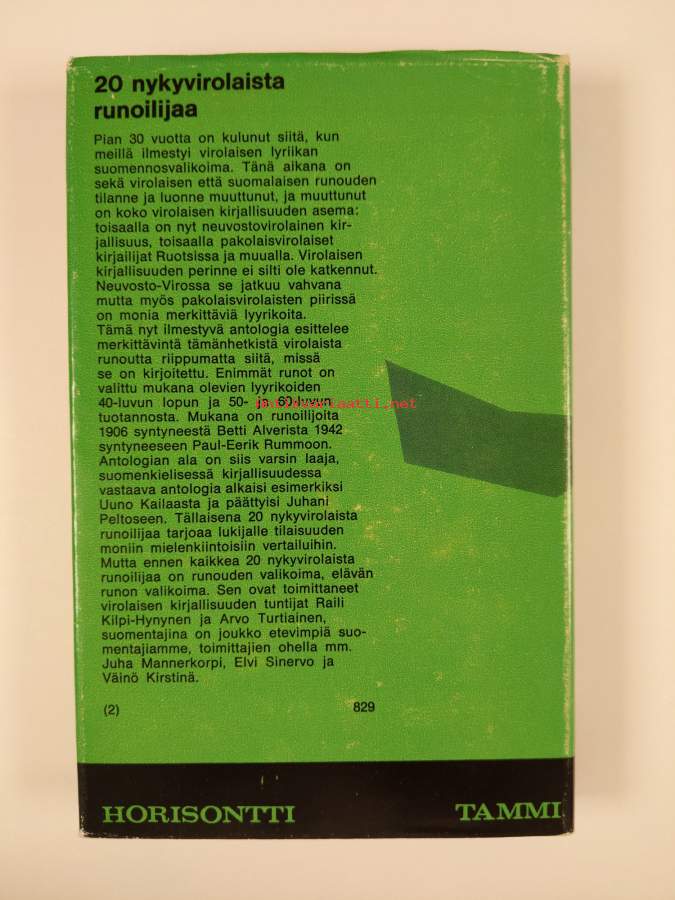 20 nykyvirolaista
runoilijaa
Pian 30 vuotta on kulunut siitä, kun
meillä ilmestyi virolaisen lyriikan
suomennosvalikoima. Tänä aikana on
sekä virolaisen että suomalaisen runouden
tilanne ja luonne muuttunut, ja muuttunut
on koko virolaisen kirjallisuuden asema:
toisaalla on nyt neuvostovirolainen kir-
jallisuus, toisaalla pakolaisvirolaiset
kirjailijat Ruotsissa ja muualla. Virolaisen
kirjallisuuden perinne ei silti ole katkennut.
Neuvosto-Virossa se jatkuu vahvana
mutta myös pakolaisvirolaisten piirissä
on monia merkittäviä lyyrikoita.
Tämä nyt ilmestyvä antologia esittelee
merkittävintä tämänhetkistä virolaista
runoutta riippumatta siitä, missä
se on kirjoitettu. Enimmät runot on
valittu mukana olevien lyyrikoiden
40-luvun lopun ja 50- ja 60-luvun
antikvariaatti.net
tuotannosta. Mukana on runoilijoita
1906 syntyneestä Betti Alverista 1942
syntyneeseen Paul-Eerik Rummoon.
Antologian ala on siis varsin laaja,
suomenkielisessä kirjallisuudessa
vastaava antologia alkaisi esimerkiksi
Uuno Kailaasta ja päättyisi Juhani
Peltoseen. Tällaisena 20 nykyvirolaista
runoilijaa tarjoaa lukijalle tilaisuuden
moniin mielenkiintoisiin vertailuihin.
Mutta ennen kaikkea 20 nykyvirolaista
runoilijaa on runouden valikoima, elävän
runon valikoima. Sen ovat toimittaneet
virolaisen kirjallisuuden tuntijat Raili
Kilpi-Hynynen ja Arvo Turtiainen,
suomentajina on joukko etevimpiä suo-
mentajiamme, toimittajien ohella mm.
Juha Mannerkorpi, Elvi Sinervo ja
Väinö Kirstinä.
(2) 829
HORISONTTI TAMMI